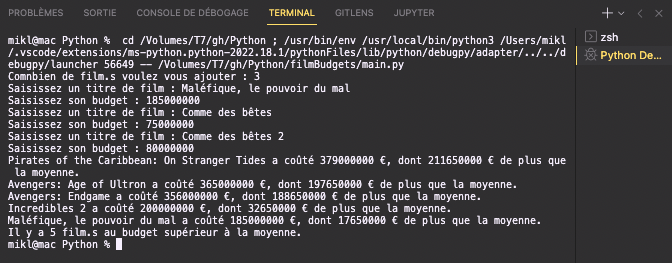 PROBLÈMES SORTIE CONSOLE DE DÉBOGAGE TERMINAL GITLENS JUPYTER
zsh
Python De...
mikl@mac Python %  cd /Volumes/T7/gh/Python ; /usr/bin/env /usr/local/bin/python3 /Users/mikl
/.vscode/extensions/ms-python.python-2022.18.1/pythonFiles/lib/python/debugpy/adapter/../../d
ebugpy/launcher 56649 -- /Volumes/T7/gh/Python/filmBudgets/main.py
Comnbien de film.s voulez vous ajouter : 3
Saisissez un titre de film : Maléfique, le pouvoir du mal
Saisissez son budget : 185000000
Saisissez un titre de film : Comme des bêtes
Saisissez son budget : 75000000
Saisissez un titre de film : Comme des bêtes 2
Saisissez son budget : 80000000
Pirates of the Caribbean: On Stranger Tides a coûté 379000000 €, dont 211650000 € de plus que
 la moyenne.
Avengers: Age of Ultron a coûté 365000000 €, dont 197650000 € de plus que la moyenne.
Avengers: Endgame a coûté 356000000 €, dont 188650000 € de plus que la moyenne.
Incredibles 2 a coûté 200000000 €, dont 32650000 € de plus que la moyenne.
Maléfique, le pouvoir du mal a coûté 185000000 €, dont 17650000 € de plus que la moyenne.
Il y a 5 film.s au budget supérieur à la moyenne.
mikl@mac Python %